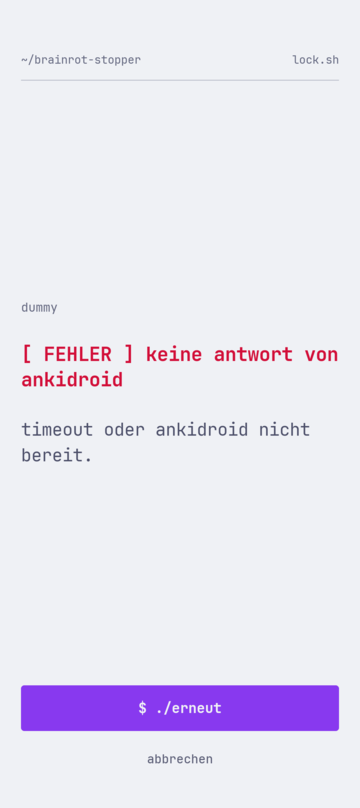 ~/brainrot-stopper lock.sh
dummy
[ FEHLER ] keine antwort von
ankidroid
timeout oder ankidroid nicht
bereit.
$ ./erneut
abbrechen